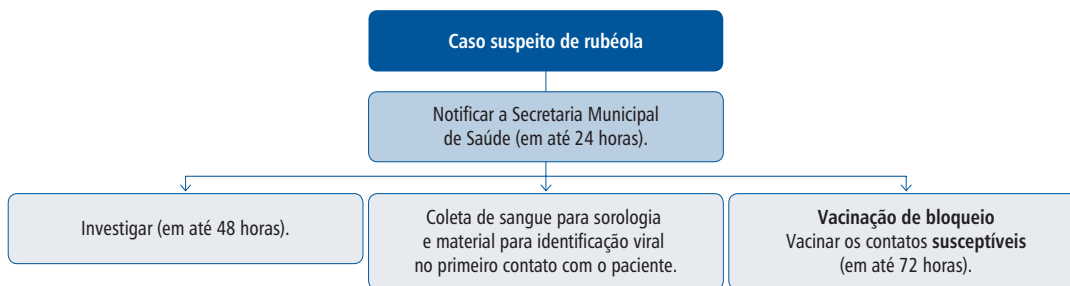 Caso suspeito de rubéola
Notificar a Secretaria Municipal
de Saúde (em até 24 horas).
Investigar (em até 48 horas).
Coleta de sangue para sorologia
e material para identificação viral
no primeiro contato com o paciente.
Vacinação de bloqueio
Vacinar os contatos susceptíveis
(em até 72 horas).